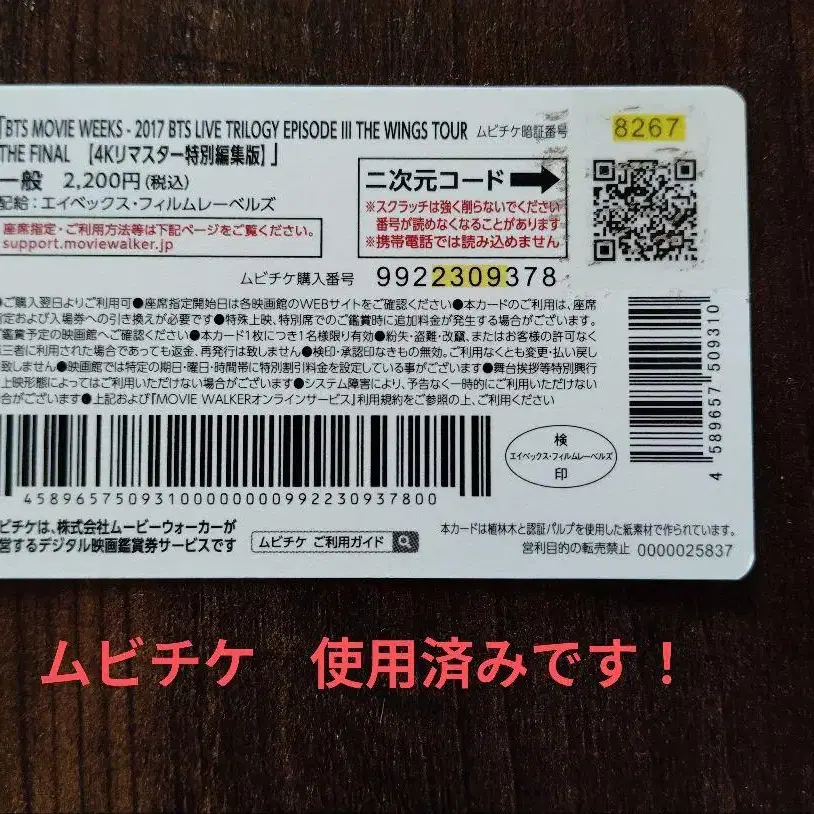 「BTS MOVIE WEEKS - 2017 BTS LIVE TRILOGY EPISODE III THE WINGS TOUR
THE FINAL 【4Kリマスター特別編集版】」
ムビチケ暗証番号 8267
一般 2,200円(税込)
配給:エイベックス・フィルムレーベルズ
座席指定・ご利用方法等は下記ページをご覧ください。
support.moviewalker.jp
二次元コード
※スクラッチは強く削らないでください
番号が読めなくなることがあります
※携帯電話では読み込めません
ムビチケ購入番号 9922309378
●ご購入翌日よりご利用可●座席指定開始日は各映画館のWEBサイトをご確認ください●本カードのご利用は、座席
指定および入場券への引き換えが必要です●特殊上映、特別席でのご鑑賞時に追加料金が発生する場合がございます。
鑑賞予定の映画館へご確認ください●本カード1枚につき1名様限り有効●紛失・盗難・改竄、またはお客様の許可なく
三者に利用された場合であっても返金、再発行は致しません●検印・承認印なきもの無効。ご利用なくとも変更・払い戻し
致しません●映画館では特定の期日・曜日・時間帯に特別割引料金を設定している事がございます●舞台挨拶等特別興行
上映形態によってはご利用いただけない場合がございます●システム障害により、予告なく一時的にご利用いただけない
合がございます●上記および『MOVIE WALKERオンラインサービス』利用規約をご参照の上、ご利用ください
45896575093100000000992230937800
4 589657 509310
検
エイベックス・フィルムレーベルズ
印
ビチケは、株式会社ムービーウォーカーが
営するデジタル映画鑑賞券サービスです
ムビチケ ご利用ガイド
本カードは植林木と認証パルプを使用した紙素材で作られています。
営利目的の転売禁止 0000025837
ムビチケ 使用済みです!